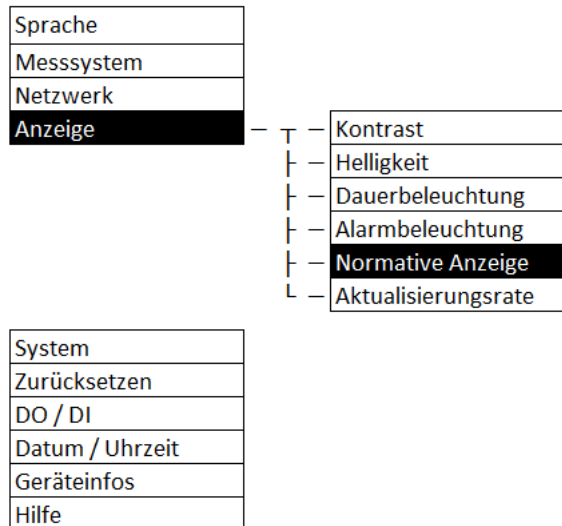 Sprache
Messsystem
Netzwerk
Anzeige
Kontrast
Helligkeit
Dauerbeleuchtung
Alarmbeleuchtung
Normative Anzeige
Aktualisierungsrate
System
Zurücksetzen
DO / DI
Datum / Uhrzeit
Geräteinfos
Hilfe